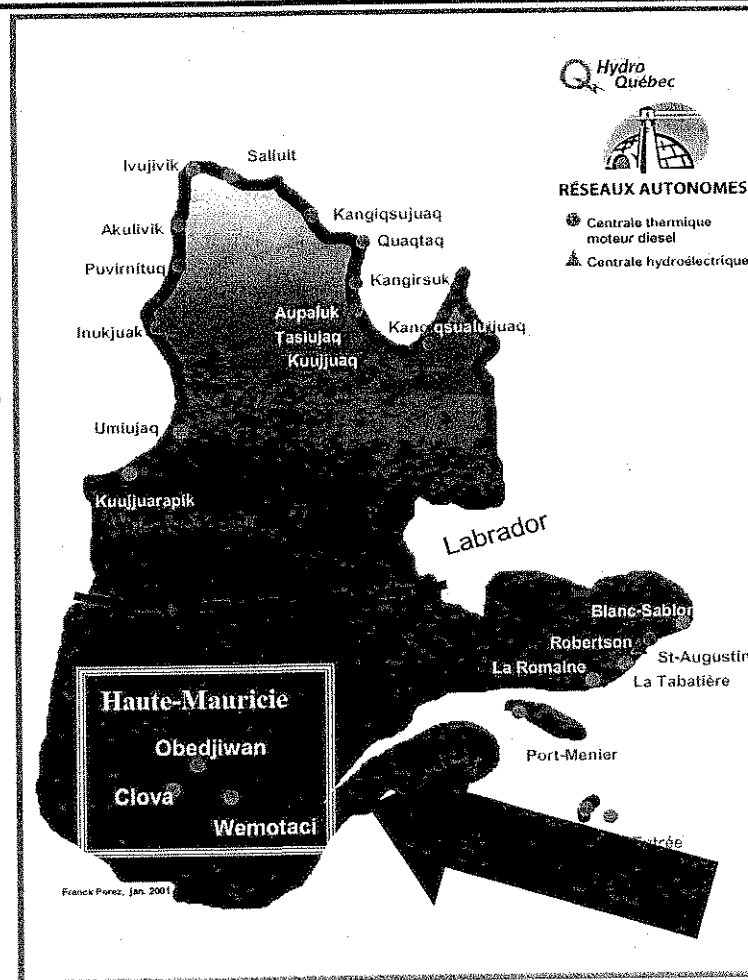 Hydro
Québec
RÉSEAUX AUTONOMES
Centrale thermique
moteur diesel
Centrale hydroélectrique
Ivujivik
Salluit
Akulivik
Kangiqsujuaq
Quaqtaq
Puvirnituq
Kangirsuk
Inukjuak
Aupaluk
Kangiqsualujjuaq
Tasiujaq
Kuujjuaq
Umiujaq
Kuujjuarapik
Labrador
Blanc-Sablon
Robertson
St-Augustin
La Romaine
La Tabatière
Port-Menier
Entrée
Haute-Mauricie
Obedjiwan
Clova
Wemotaci
Franck Perez, jan. 2001